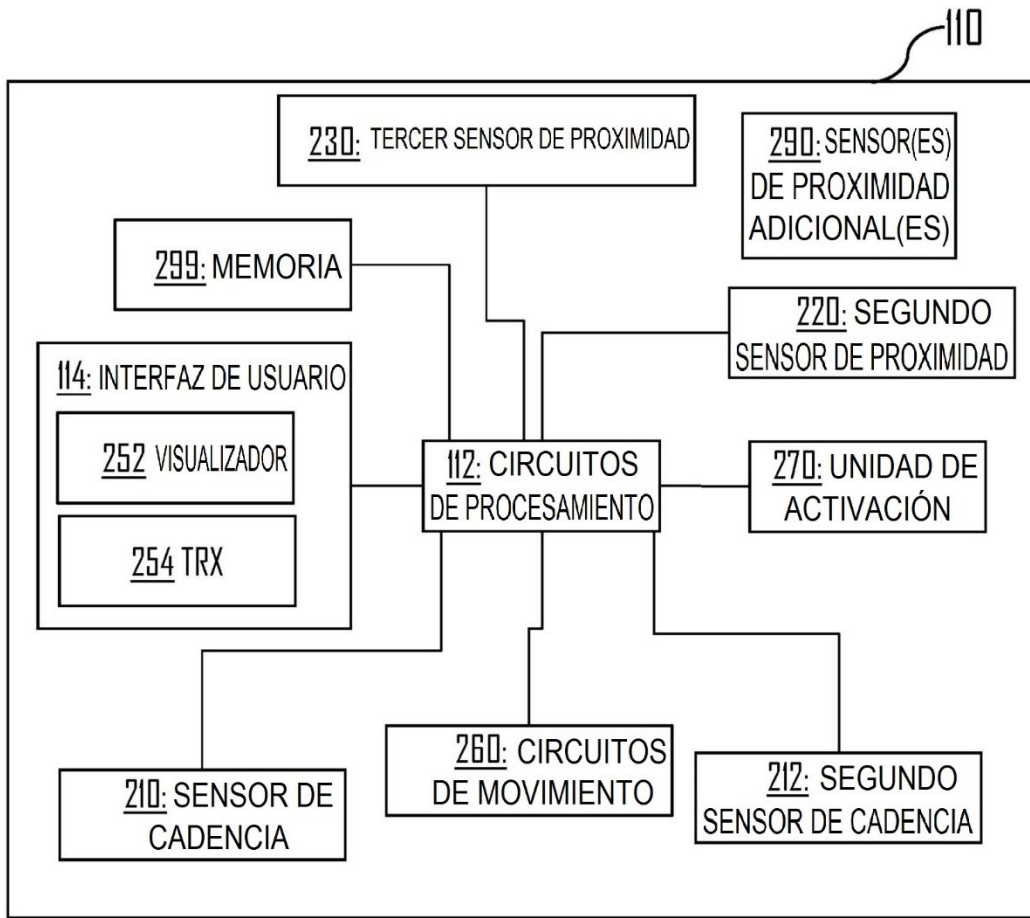 110
230: TERCER SENSOR DE PROXIMIDAD
290: SENSOR(ES)
DE PROXIMIDAD
ADICIONAL(ES)
299: MEMORIA
220: SEGUNDO
SENSOR DE PROXIMIDAD
114: INTERFAZ DE USUARIO
252 VISUALIZADOR
254 TRX
112: CIRCUITOS
DE PROCESAMIENTO
270: UNIDAD DE
ACTIVACIÓN
210: SENSOR DE
CADENCIA
260: CIRCUITOS
DE MOVIMIENTO
212: SEGUNDO
SENSOR DE CADENCIA